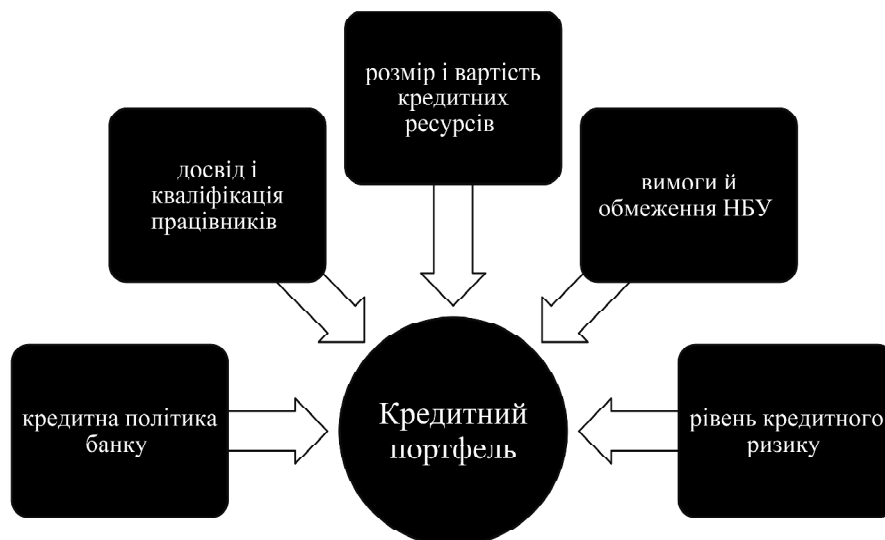 розмір і вартість
кредитних
ресурсів
досвід і
кваліфікація
працівників
вимоги й
обмеження НБУ
кредитна політика
банку
Кредитний
портфель
рівень кредитного
ризику